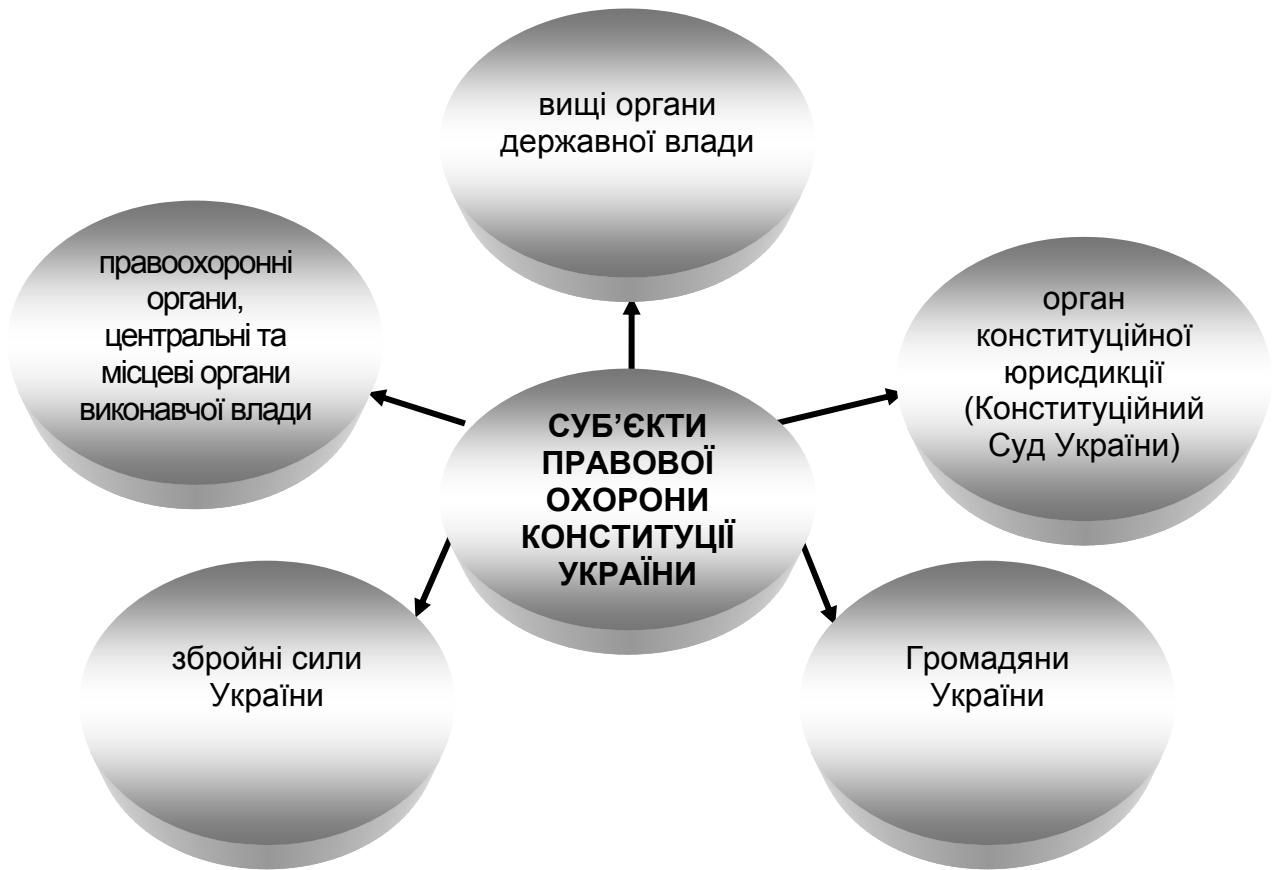 вищі органи
державної влади
правоохоронні
органи,
центральні та
місцеві органи
виконавчої влади
орган
конституційної
юрисдикції
(Конституційний
Суд України)
СУБ’ЄКТИ
ПРАВОВОЇ
ОХОРОНИ
КОНСТИТУЦІЇ
УКРАЇНИ
збройні сили
України
Громадяни
України